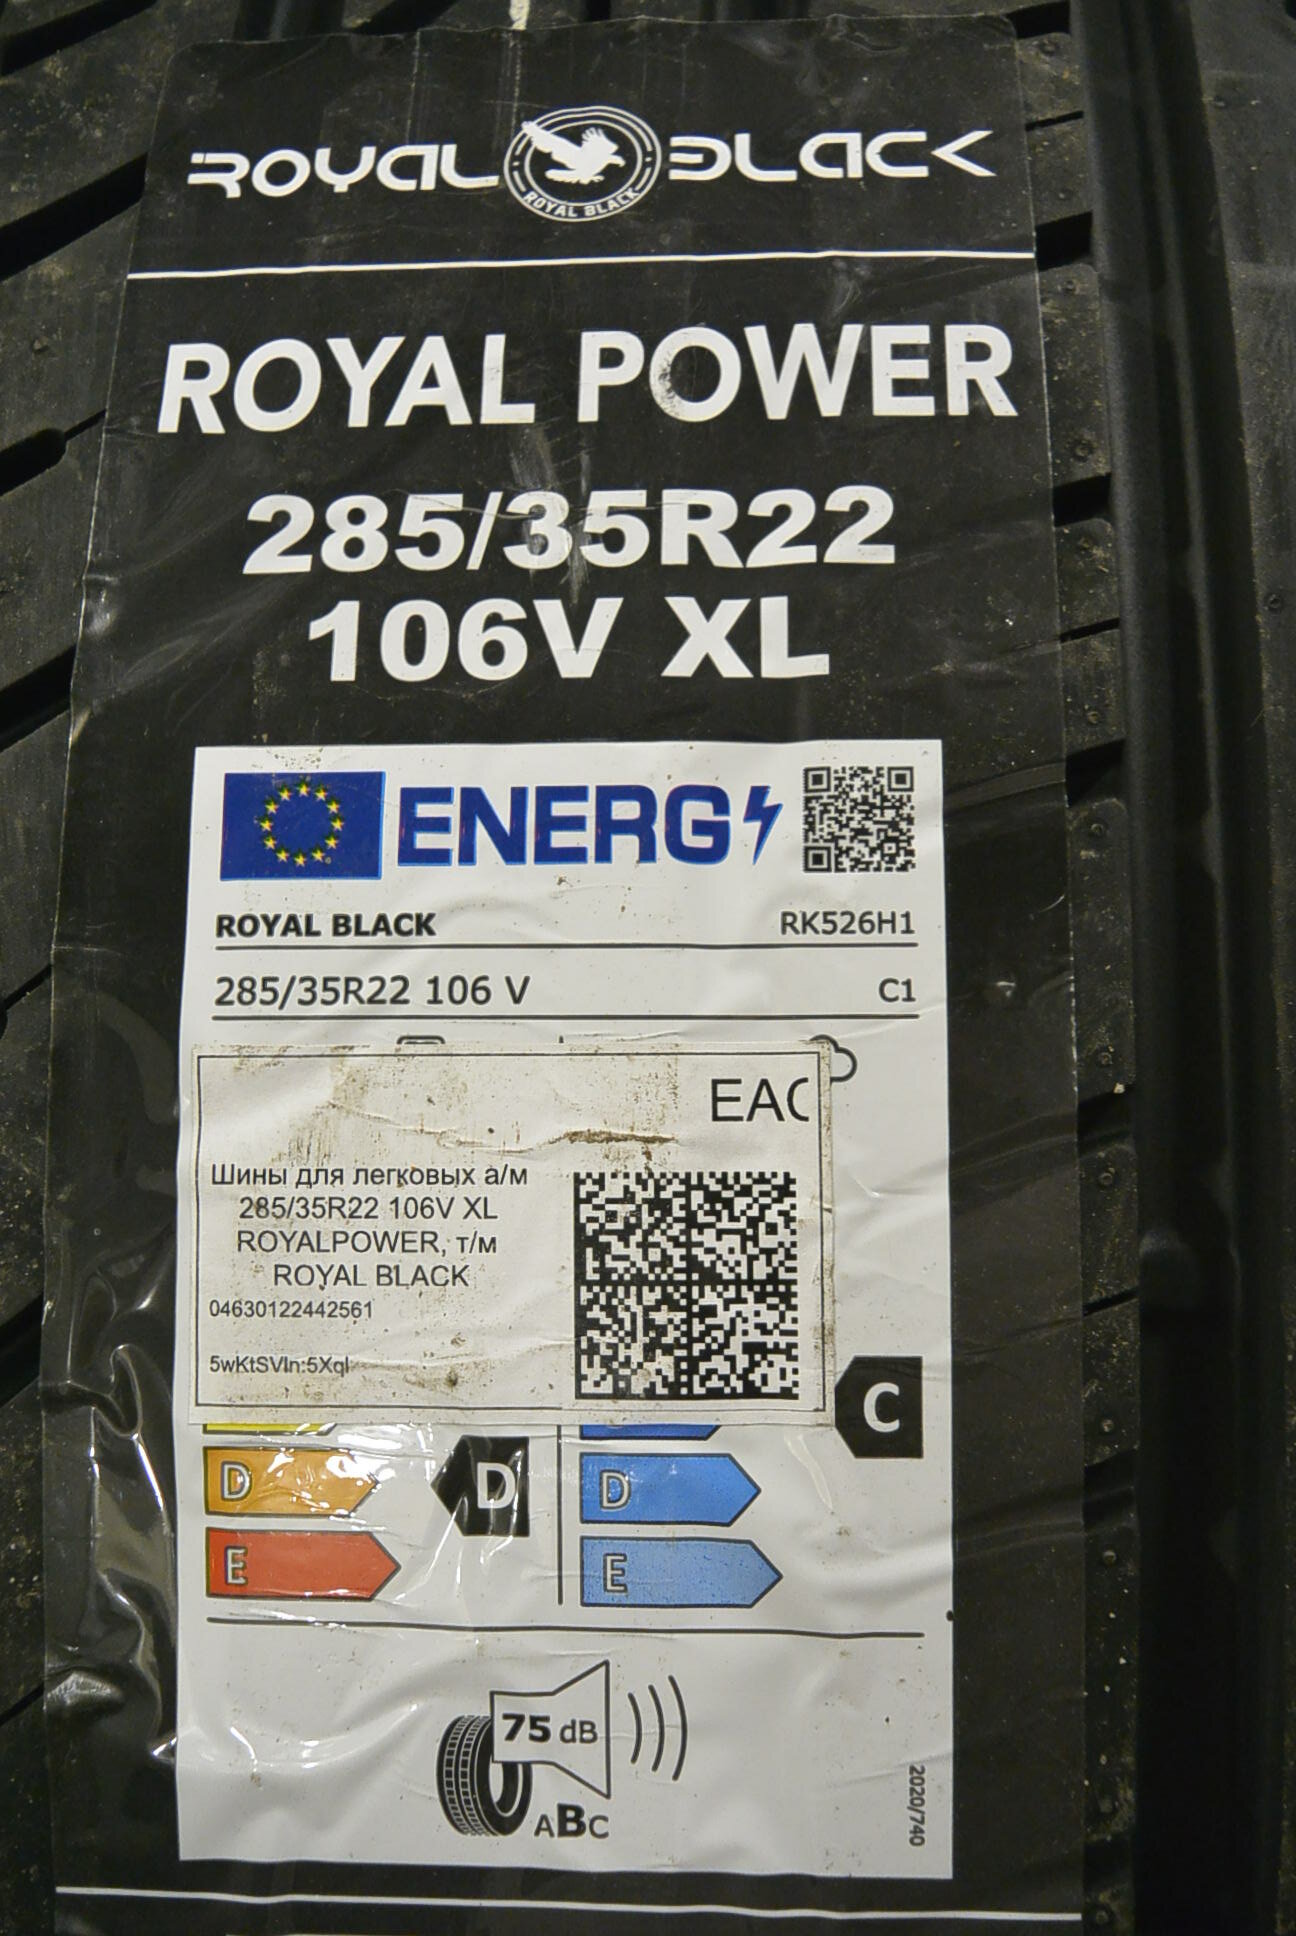 ROYAL BLACK
ROYAL BLACK
ROYAL POWER
285/35R22
106V XL
ENERG
ROYAL BLACK RK526H1
285/35R22 106 V C1
EAC
Шины для легковых а/м
285/35R22 106V XL
ROYALPOWER, т/м
ROYAL BLACK
04630122442561
5wKtSVIn:5Xql
C
D D D
E E
75 dB
ABC
2020/740